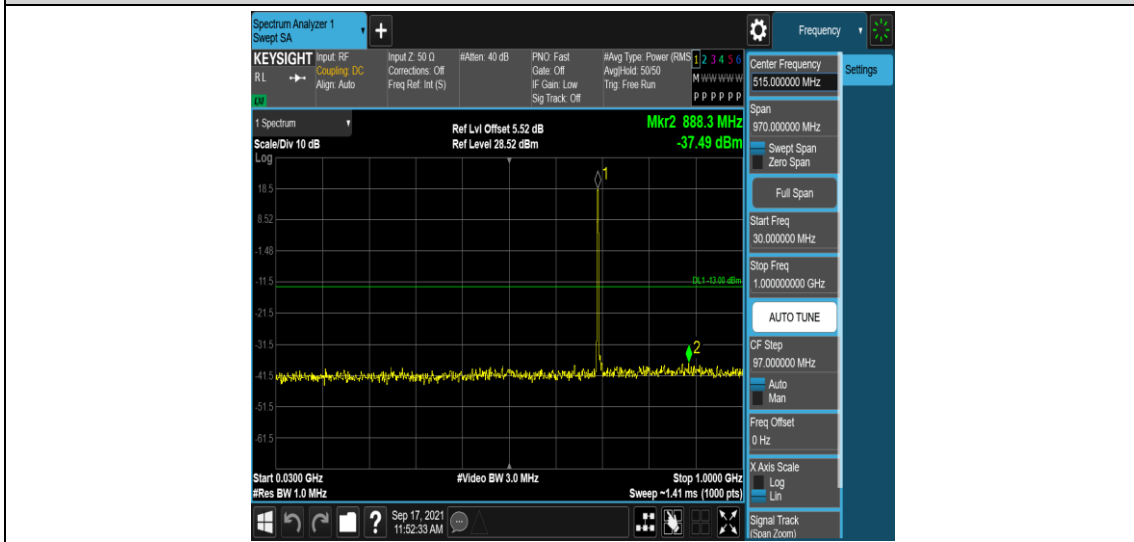 Spectrum Analyzer 1
Swept SA
+
Frequency
KEYSIGHT
RL
LXI
Input: RF
Coupling: DC
Align: Auto
Input Z: 50 Ω
Corrections: Off
Freq Ref: Int (S)
#Atten: 40 dB
PNO: Fast
Gate: Off
IF Gain: Low
Sig Track: Off
#Avg Type: Power (RMS
Avg|Hold: 50/50
Trig: Free Run
1 2 3 4 5 6
M W W W W W
P P P P P P
Center Frequency
515.000000 MHz
Settings
1 Spectrum
Scale/Div 10 dB
Log
Ref Lvl Offset 5.52 dB
Ref Level 28.52 dBm
Mkr2 888.3 MHz
-37.49 dBm
Span
970.000000 MHz
Swept Span
Zero Span
Full Span
Start Freq
30.000000 MHz
Stop Freq
1.000000000 GHz
AUTO TUNE
CF Step
97.000000 MHz
Auto
Man
Freq Offset
0 Hz
X Axis Scale
Log
Lin
Signal Track
(Span Zoom)
1
18.5
8.52
-1.48
-11.5
DL1 -13.00 dBm
-21.5
-31.5
2
-41.5
-51.5
-61.5
Start 0.0300 GHz
#Res BW 1.0 MHz
#Video BW 3.0 MHz
Stop 1.0000 GHz
Sweep ~1.41 ms (1000 pts)
?
Sep 17, 2021
11:52:33 AM